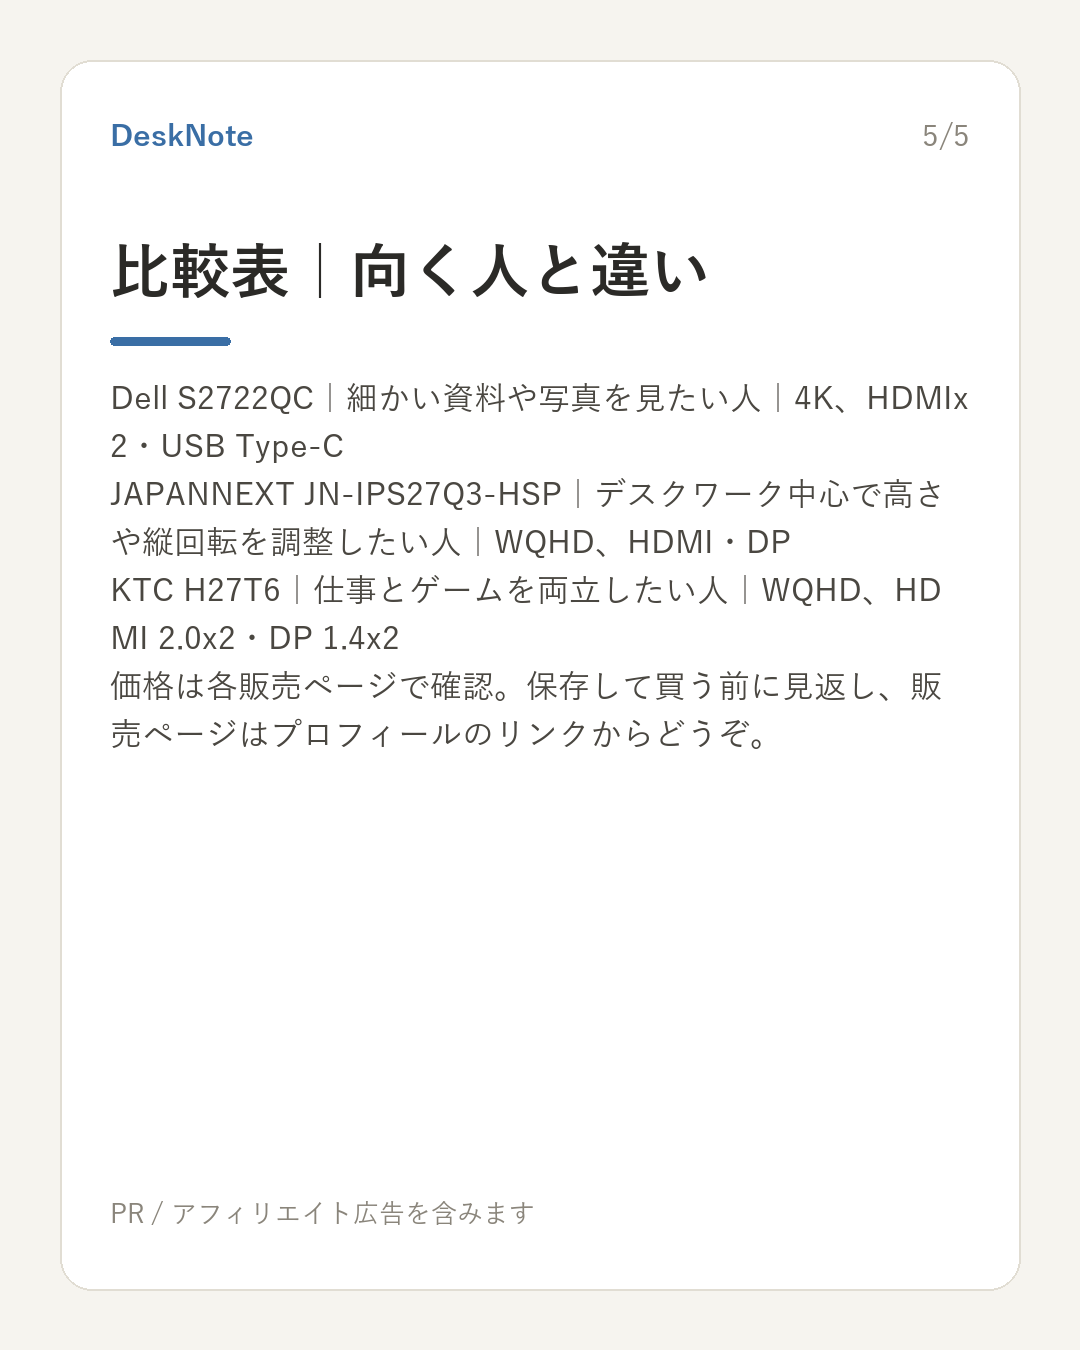 DeskNote
5/5
比較表｜向く人と違い
Dell S2722QC｜細かい資料や写真を見たい人｜4K、HDMIx
2・USB Type-C
JAPANNEXT JN-IPS27Q3-HSP｜デスクワーク中心で高さ
や縦回転を調整したい人｜WQHD、HDMI・DP
KTC H27T6｜仕事とゲームを両立したい人｜WQHD、HD
MI 2.0x2・DP 1.4x2
価格は各販売ページで確認。保存して買う前に見返し、販
売ページはプロフィールのリンクからどうぞ。
PR / アフィリエイト広告を含みます